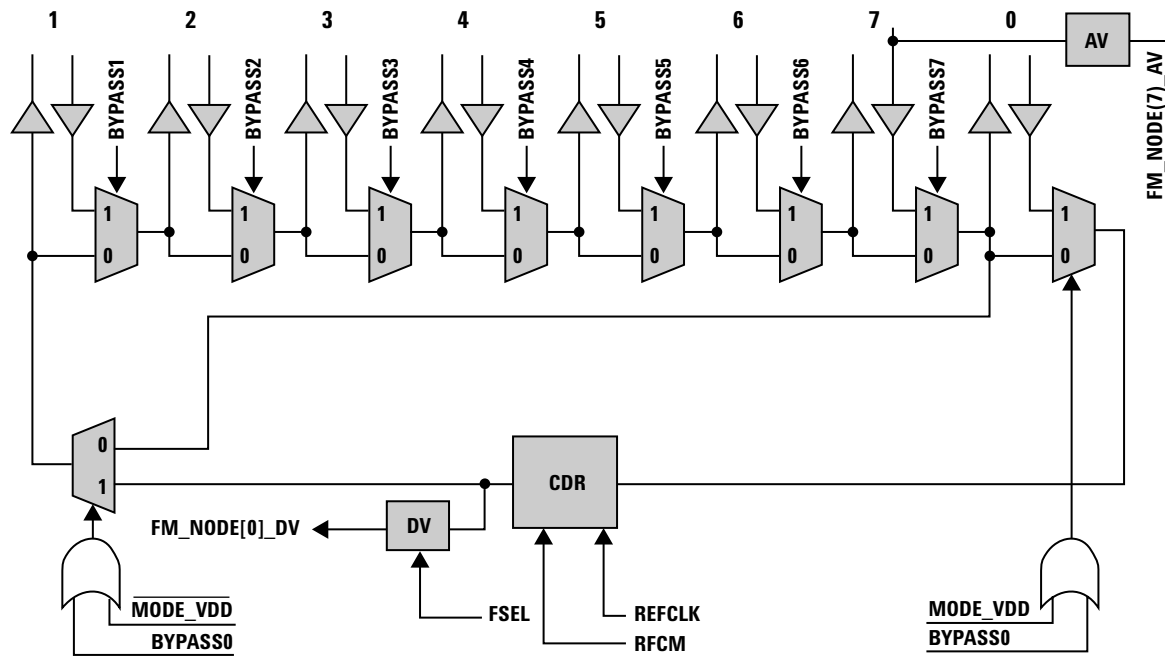 1 2 3 4 5 6 7 0
AV
FM_NODE(7)_AV
BYPASS1
BYPASS2
BYPASS3
BYPASS4
BYPASS5
BYPASS6
BYPASS7
1 1 1 1 1 1 1 1
0 0 0 0 0 0 0 0
0
1
CDR
DV
FM_NODE[0]_DV
FSEL
REFCLK
RFCM
MODE_VDD
BYPASS0
MODE_VDD
BYPASS0